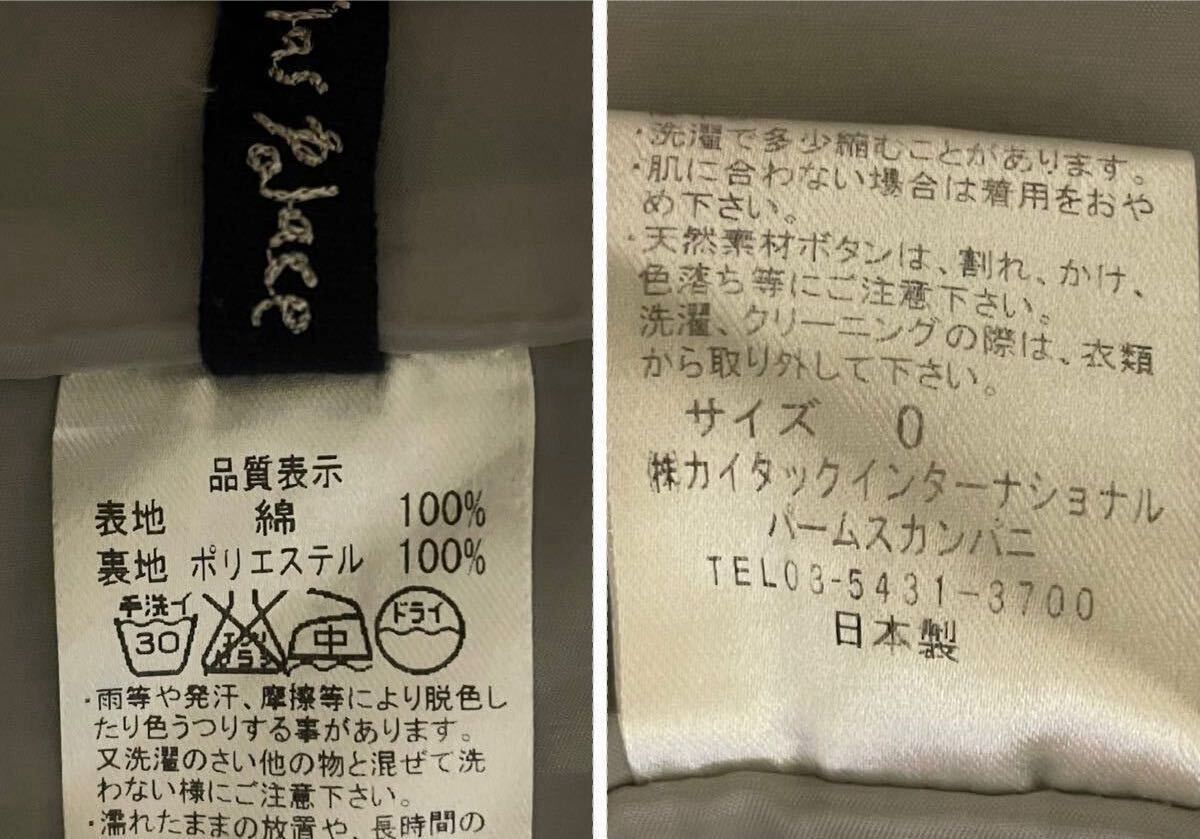 Place
品質表示
表地 綿 100%
裏地 ポリエステル 100%
手洗イ
30
エンソ
サラシ
中
ドライ
・雨等や発汗、摩擦等により脱色し
たり色うつりする事があります。
又洗濯のさい他の物と混ぜて洗
わない様にご注意下さい。
・濡れたままの放置や、長時間の
・洗濯で多少縮むことがあります。
・肌に合わない場合は着用をおや
め下さい。
・天然素材ボタンは、割れ、かけ、
色落ち等にご注意下さい。
洗濯、クリーニングの際は、衣類
から取り外して下さい。
サイズ 0
㈱カイタックインターナショナル
パームスカンパニ
TEL03-5431-3700
日本製